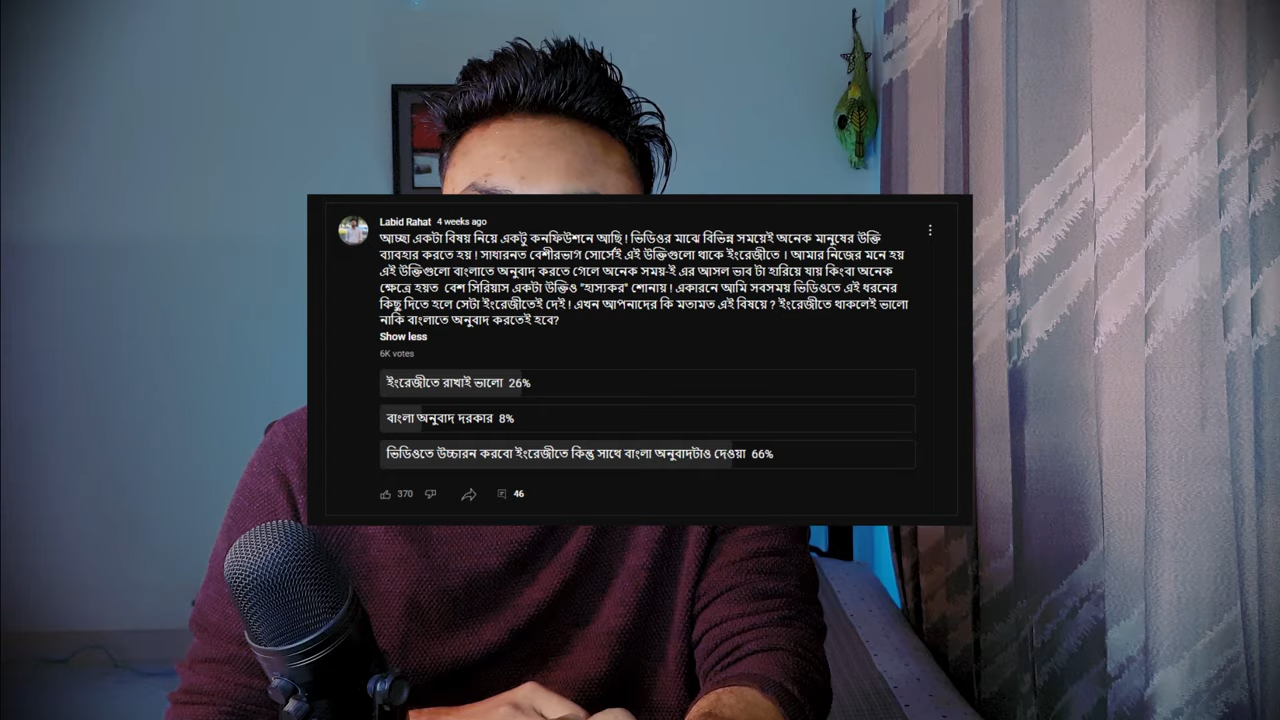 Labid Rahat 4 weeks ago
আচ্ছা একটা বিষয় নিয়ে একটু কনফিউশনে আছি ! ভিডিওর মাঝে বিভিন্ন সময়েই অনেক মানুষের উক্তি
ব্যাবহার করতে হয় ! সাধারনত বেশীরভাগ সোর্সেই এই উক্তিগুলো থাকে ইংরেজীতে । আমার নিজের মনে হয়
এই উক্তিগুলো বাংলাতে অনুবাদ করতে গেলে অনেক সময়-ই এর আসল ভাব টা হারিয়ে যায় কিংবা অনেক
ক্ষেত্রে হয়ত বেশ সিরিয়াস একটা উক্তিও "হাস্যকর" শোনায় ! একারনে আমি সবসময় ভিডিওতে এই ধরনের
কিছু দিতে হলে সেটা ইংরেজীতেই দেই ! এখন আপনাদের কি মতামত এই বিষয়ে ? ইংরেজীতে থাকলেই ভালো
নাকি বাংলাতে অনুবাদ করতেই হবে?
Show less
6K votes
ইংরেজীতে রাখাই ভালো 26%
বাংলা অনুবাদ দরকার 8%
ভিডিওতে উচ্চারন করবো ইংরেজীতে কিন্তু সাথে বাংলা অনুবাদটাও দেওয়া 66%
370 46